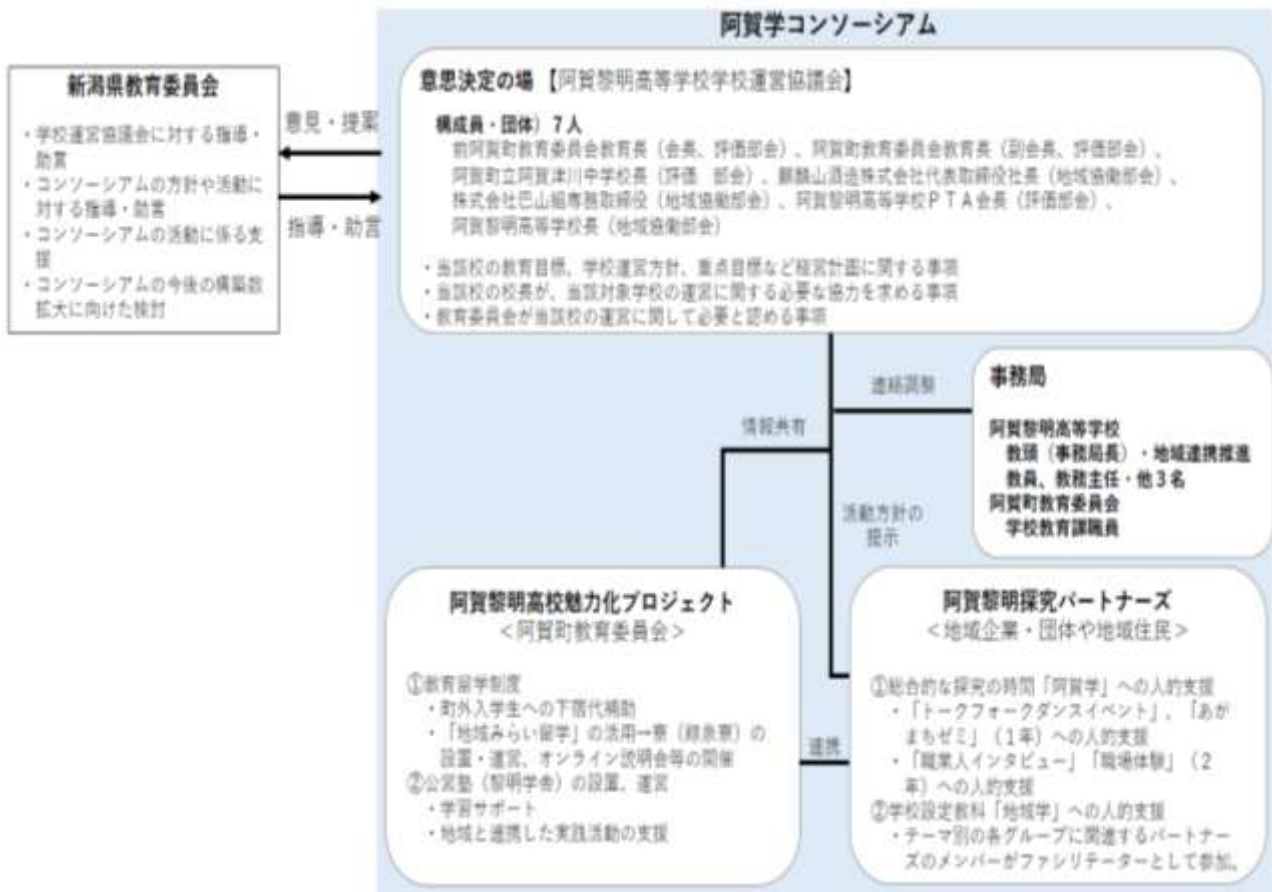 阿賀学コンソーシアム
新潟県教育委員会
・学校運営協議会に対する指導・
助言
・コンソーシアムの方針や活動に
対する指導・助言
・コンソーシアムの活動に係る支
援
・コンソーシアムの今後の構築数
拡大に向けた検討
意見・提案
指導・助言
意思決定の場 【阿賀黎明高等学校学校運営協議会】
構成員・団体) 7人
前阿賀町教育委員会教育長(会長、評価部会)、阿賀町教育委員会教育長(副会長、評価部会)、
阿賀町立阿賀津川中学校長(評価 部会)、麒麟山酒造株式会社代表取締役社長(地域協働部会)、
株式会社巴山組専務取締役(地域協働部会)、阿賀黎明高等学校PTA会長(評価部会)、
阿賀黎明高等学校長(地域協働部会)
・当該校の教育目標、学校運営方針、重点目標など経営計画に関する事項
・当該校の校長が、当該対象学校の運営に関する必要な協力を求める事項
・教育委員会が当該校の運営に関して必要と認める事項
連絡調整
情報共有
活動方針の
提示
事務局
阿賀黎明高等学校
教頭(事務局長)・地域連携推進
教員、教務主任・他3名
阿賀町教育委員会
学校教育課職員
阿賀黎明高校魅力化プロジェクト
<阿賀町教育委員会>
①教育留学制度
・町外入学生への下宿代補助
・「地域みらい留学」の活用→寮(緑泉寮)の
設置・運営、オンライン説明会等の開催
②公営塾(黎明学舎)の設置、運営
・学習サポート
・地域と連携した実践活動の支援
連携
阿賀黎明探究パートナーズ
<地域企業・団体や地域住民>
①総合的な探究の時間「阿賀学」への人的支援
・「トークフォークダンスイベント」、「あが
まちゼミ」(1年)への人的支援
・「職業人インタビュー」「職場体験」(2
年)への人的支援
②学校設定教科「地域学」への人的支援
・テーマ別の各グループに関連するパートナー
ズのメンバーがファシリテーターとして参加。